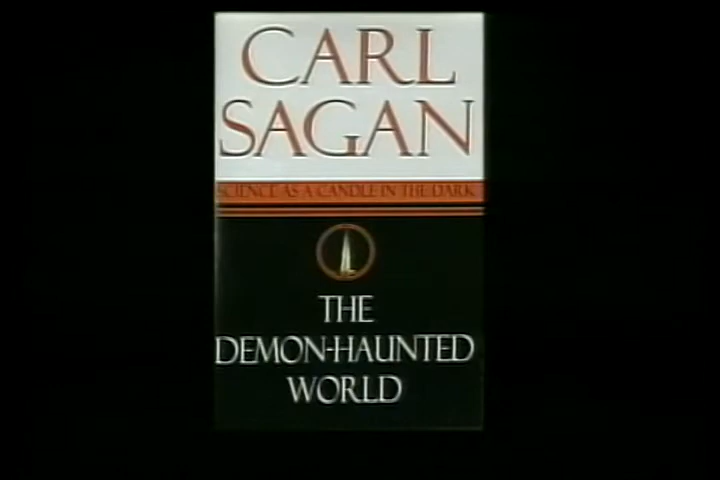 CARL
SAGAN
SCIENCE AS A CANDLE IN THE DARK
THE
DEMON-HAUNTED
WORLD